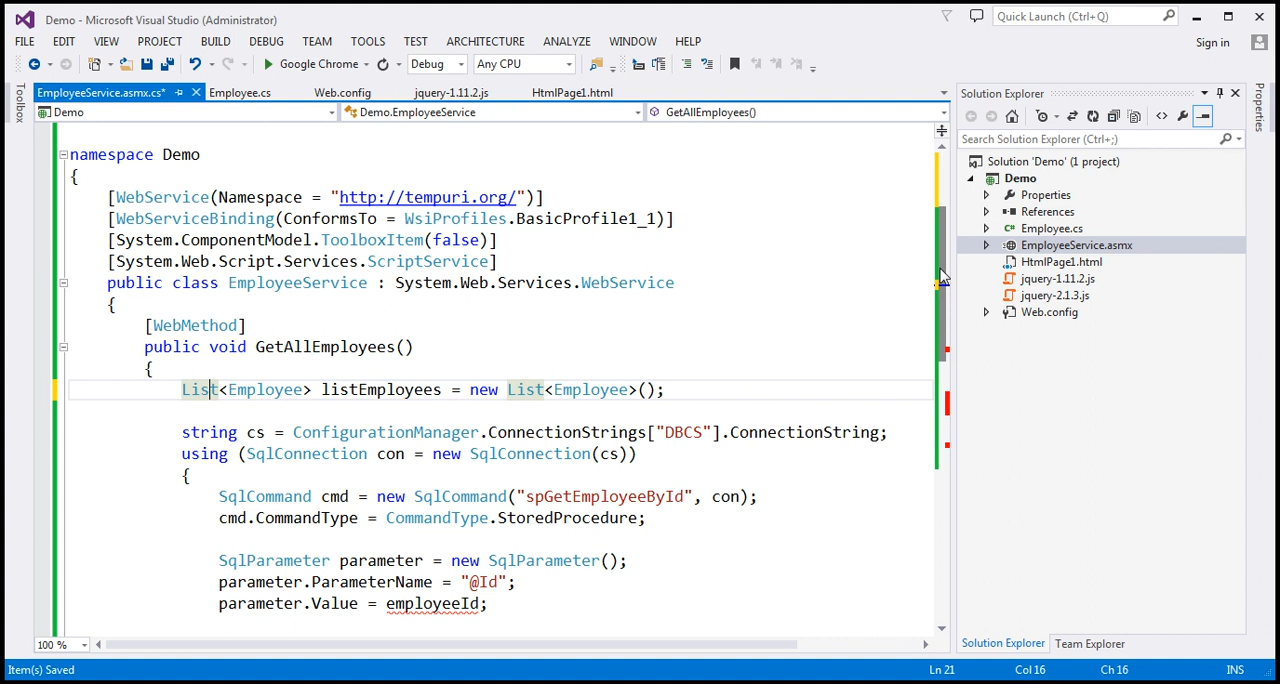 Demo - Microsoft Visual Studio (Administrator)
Quick Launch (Ctrl+Q)
FILE EDIT VIEW PROJECT BUILD DEBUG TEAM TOOLS TEST ARCHITECTURE ANALYZE WINDOW HELP
Sign in
Google Chrome Debug Any CPU
Toolbox
EmployeeService.asmx.cs* Employee.cs Web.config jquery-1.11.2.js HtmlPage1.html
Demo Demo.EmployeeService GetAllEmployees()
namespace Demo
{
[WebService(Namespace = "http://tempuri.org/")]
[WebServiceBinding(ConformsTo = WsiProfiles.BasicProfile1_1)]
[System.ComponentModel.ToolboxItem(false)]
[System.Web.Script.Services.ScriptService]
public class EmployeeService : System.Web.Services.WebService
{
[WebMethod]
public void GetAllEmployees()
{
List<Employee> listEmployees = new List<Employee>();
string cs = ConfigurationManager.ConnectionStrings["DBCS"].ConnectionString;
using (SqlConnection con = new SqlConnection(cs))
{
SqlCommand cmd = new SqlCommand("spGetEmployeeById", con);
cmd.CommandType = CommandType.StoredProcedure;
SqlParameter parameter = new SqlParameter();
parameter.ParameterName = "@Id";
parameter.Value = employeeId;
100 %
Solution Explorer
Search Solution Explorer (Ctrl+;)
Solution 'Demo' (1 project)
Demo
Properties
References
Employee.cs
EmployeeService.asmx
HtmlPage1.html
jquery-1.11.2.js
jquery-2.1.3.js
Web.config
Solution Explorer Team Explorer
Properties
Item(s) Saved Ln 21 Col 16 Ch 16 INS